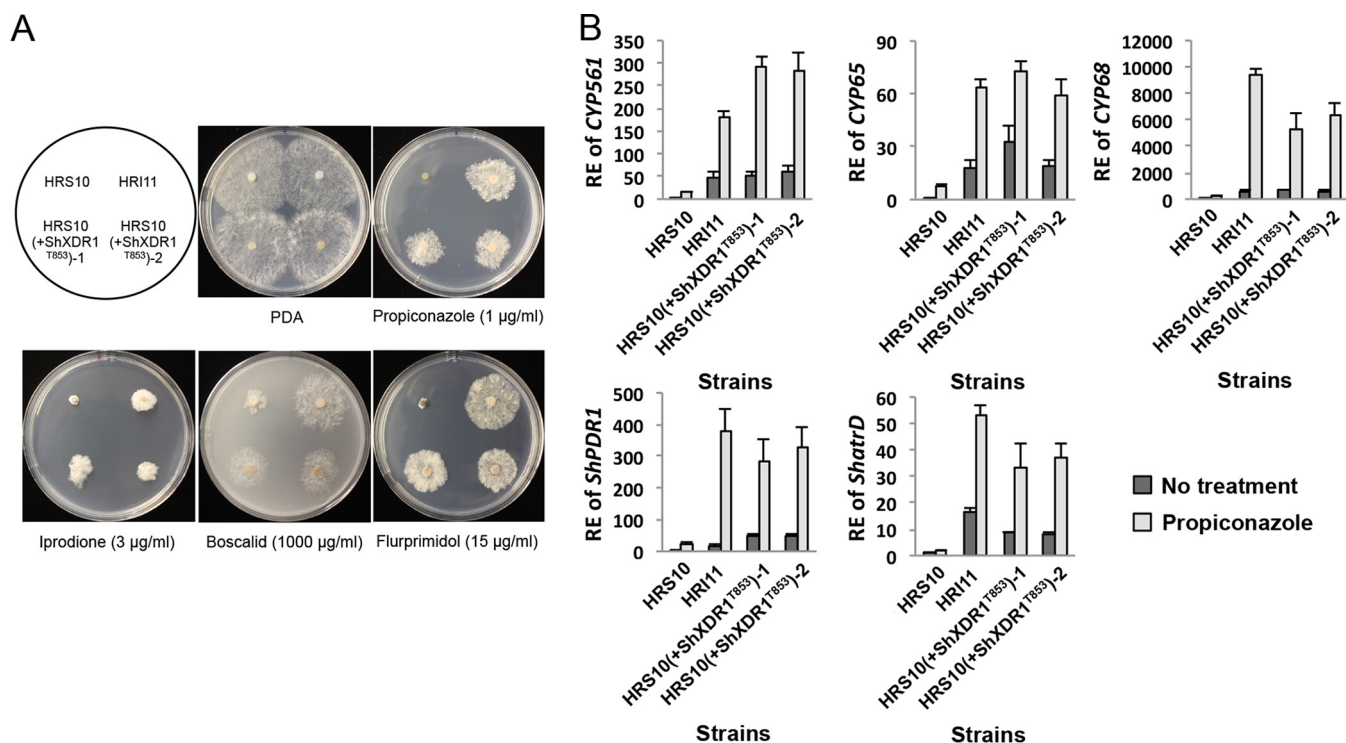 A
HRS10 HRI11
HRS10 HRS10
(+ShXDR1 (+ShXDR1
T853)-1 T853)-2
PDA
Propiconazole (1 µg/ml)
Iprodione (3 µg/ml)
Boscalid (1000 µg/ml)
Flurprimidol (15 µg/ml)
B
RE of CYP561
350
300
250
200
150
100
50
0
HRS10
HRI11
HRS10(+ShXDR1T853)-1
HRS10(+ShXDR1T853)-2
Strains
RE of CYP65
90
60
30
0
HRS10
HRI11
HRS10(+ShXDR1T853)-1
HRS10(+ShXDR1T853)-2
Strains
RE of CYP68
12000
10000
8000
6000
4000
2000
0
HRS10
HRI11
HRS10(+ShXDR1T853)-1
HRS10(+ShXDR1T853)-2
Strains
RE of ShPDR1
500
400
300
200
100
0
HRS10
HRI11
HRS10(+ShXDR1T853)-1
HRS10(+ShXDR1T853)-2
Strains
RE of ShatrD
60
50
40
30
20
10
0
HRS10
HRI11
HRS10(+ShXDR1T853)-1
HRS10(+ShXDR1T853)-2
Strains
No treatment
Propiconazole